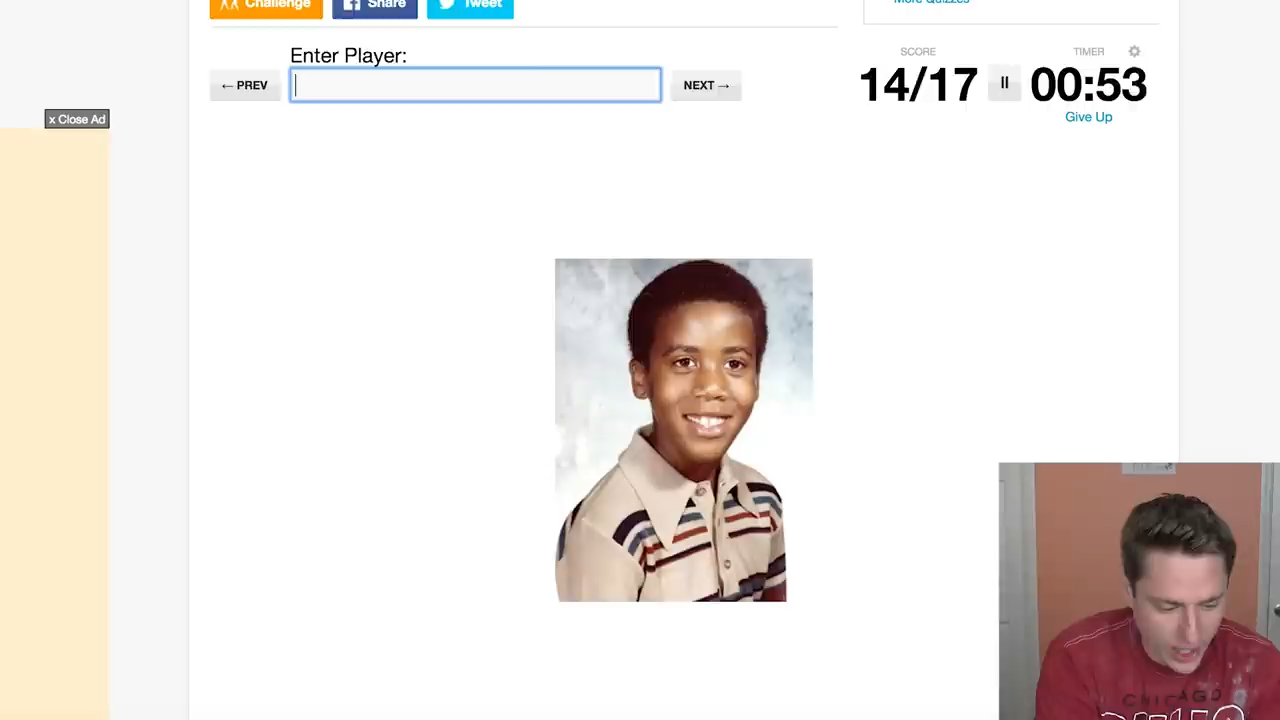 Challenge
Share
Tweet
More Quizzes
Enter Player:
← PREV
NEXT →
SCORE
14/17
TIMER
00:53
Give Up
x Close Ad
CHICAGO